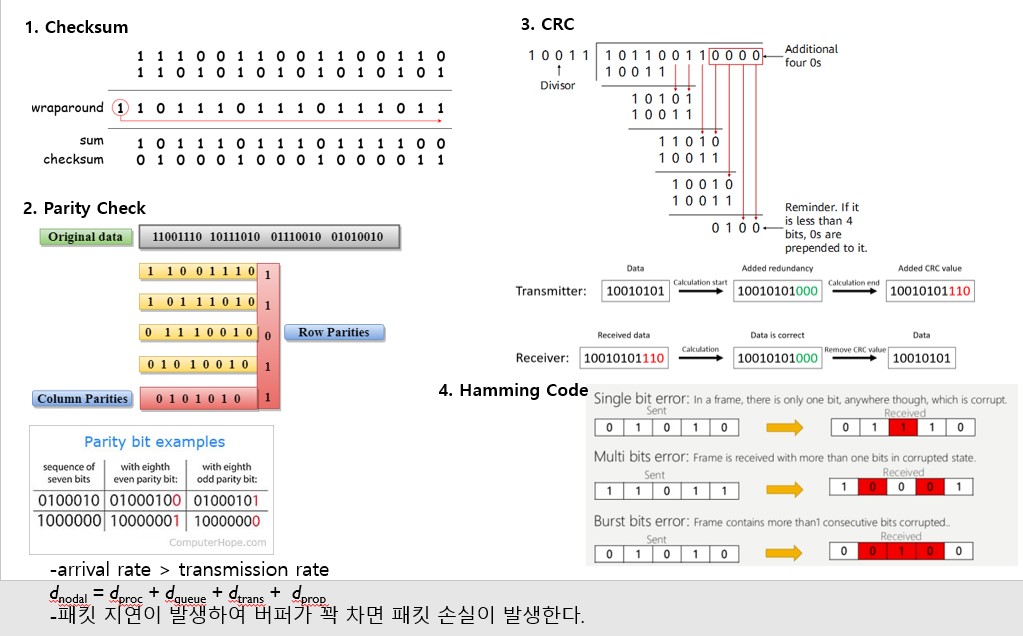 1. Checksum
1 1 1 0 0 1 1 0 0 1 1 0 0 1 1 0
1 1 0 1 0 1 0 1 0 1 0 1 0 1 0 1
wraparound 1 1 0 1 1 1 0 1 1 1 0 1 1 1 0 1 1
sum 1 0 1 1 1 0 1 1 1 0 1 1 1 1 0 0
checksum 0 1 0 0 0 1 0 0 0 1 0 0 0 0 1 1
2. Parity Check
Original data 11001110 10111010 01110010 01010010
1 1 0 0 1 1 1 0 1
1 0 1 1 1 0 1 0 1
0 1 1 1 0 0 1 0 0
Row Parities
0 1 0 1 0 0 1 0 1
Column Parities 0 1 0 1 0 1 0 1
Parity bit examples
sequence of seven bits
with eighth even parity bit:
with eighth odd parity bit:
0100010 01000100 01000101
1000000 10000001 10000000
ComputerHope.com
3. CRC
1 0 0 1 1 1 0 1 1 0 0 1 1 0 0 0 0
Additional
four 0s
Divisor
1 0 0 1 1
1 0 1 0 1
1 0 0 1 1
1 1 0 1 0
1 0 0 1 1
1 0 0 1 0
1 0 0 1 1
0 1 0 0
Reminder. If it
is less than 4
bits, 0s are
prepended to it.
Data Added redundancy Added CRC value
Transmitter: 10010101 Calculation start 10010101000 Calculation end 10010101110
Received data Data is correct Data
Receiver: 10010101110 Calculation 10010101000 Remove CRC value 10010101
4. Hamming Code
Single bit error: In a frame, there is only one bit, anywhere though, which is corrupt.
Sent Received
0 1 0 1 0 0 1 1 1 0
Multi bits error: Frame is received with more than one bits in corrupted state.
Sent Received
1 1 0 1 1 1 0 0 0 1
Burst bits error: Frame contains more than1 consecutive bits corrupted..
Sent Received
0 1 0 1 0 0 0 1 0 0
-arrival rate > transmission rate
dnodal = dproc + dqueue + dtrans + dprop
-패킷 지연이 발생하여 버퍼가 꽉 차면 패킷 손실이 발생한다.